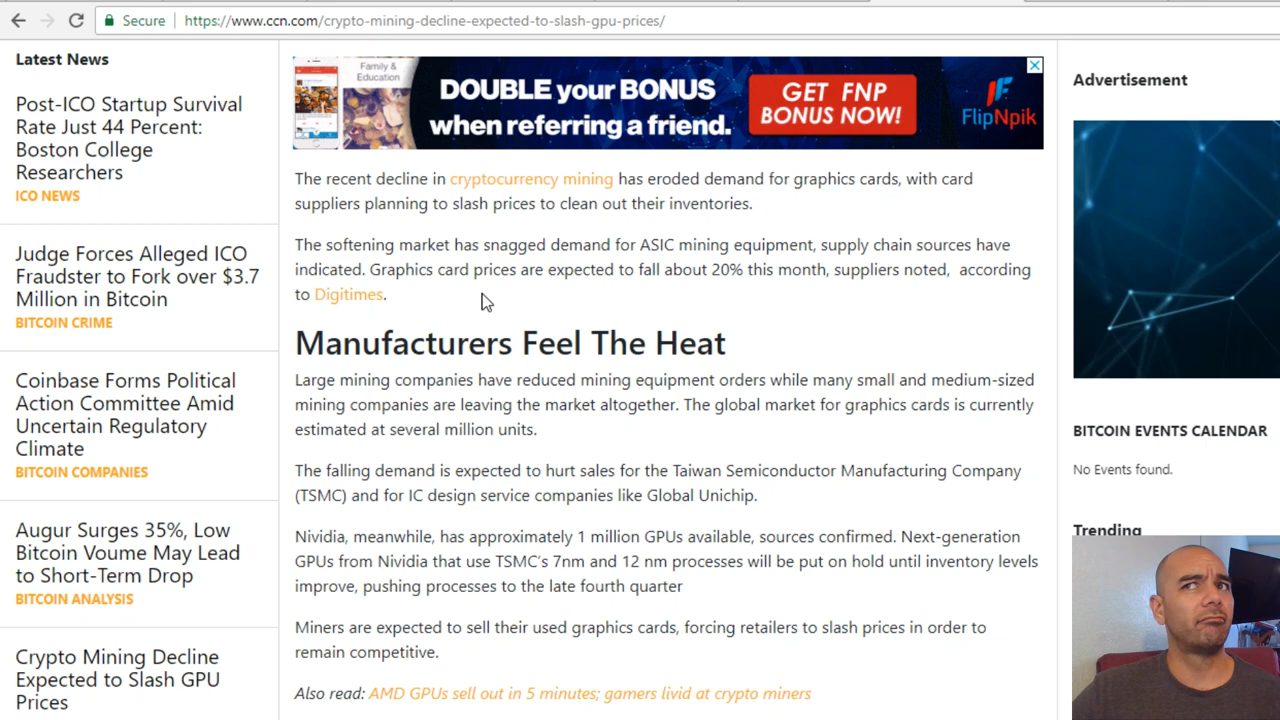 Secure
https://www.ccn.com/crypto-mining-decline-expected-to-slash-gpu-prices/
Latest News
Post-ICO Startup Survival
Rate Just 44 Percent:
Boston College
Researchers
ICO NEWS
Judge Forces Alleged ICO
Fraudster to Fork over $3.7
Million in Bitcoin
BITCOIN CRIME
Coinbase Forms Political
Action Committee Amid
Uncertain Regulatory
Climate
BITCOIN COMPANIES
Augur Surges 35%, Low
Bitcoin Voume May Lead
to Short-Term Drop
BITCOIN ANALYSIS
Crypto Mining Decline
Expected to Slash GPU
Prices
Family &
Education
DOUBLE your BONUS
when referring a friend.
GET FNP
BONUS NOW!
FlipNpik
The recent decline in cryptocurrency mining has eroded demand for graphics cards, with card
suppliers planning to slash prices to clean out their inventories.
The softening market has snagged demand for ASIC mining equipment, supply chain sources have
indicated. Graphics card prices are expected to fall about 20% this month, suppliers noted, according
to Digitimes.
Manufacturers Feel The Heat
Large mining companies have reduced mining equipment orders while many small and medium-sized
mining companies are leaving the market altogether. The global market for graphics cards is currently
estimated at several million units.
The falling demand is expected to hurt sales for the Taiwan Semiconductor Manufacturing Company
(TSMC) and for IC design service companies like Global Unichip.
Nividia, meanwhile, has approximately 1 million GPUs available, sources confirmed. Next-generation
GPUs from Nividia that use TSMC's 7nm and 12 nm processes will be put on hold until inventory levels
improve, pushing processes to the late fourth quarter
Miners are expected to sell their used graphics cards, forcing retailers to slash prices in order to
remain competitive.
Also read: AMD GPUs sell out in 5 minutes; gamers livid at crypto miners
Advertisement
BITCOIN EVENTS CALENDAR
No Events found.
Trending